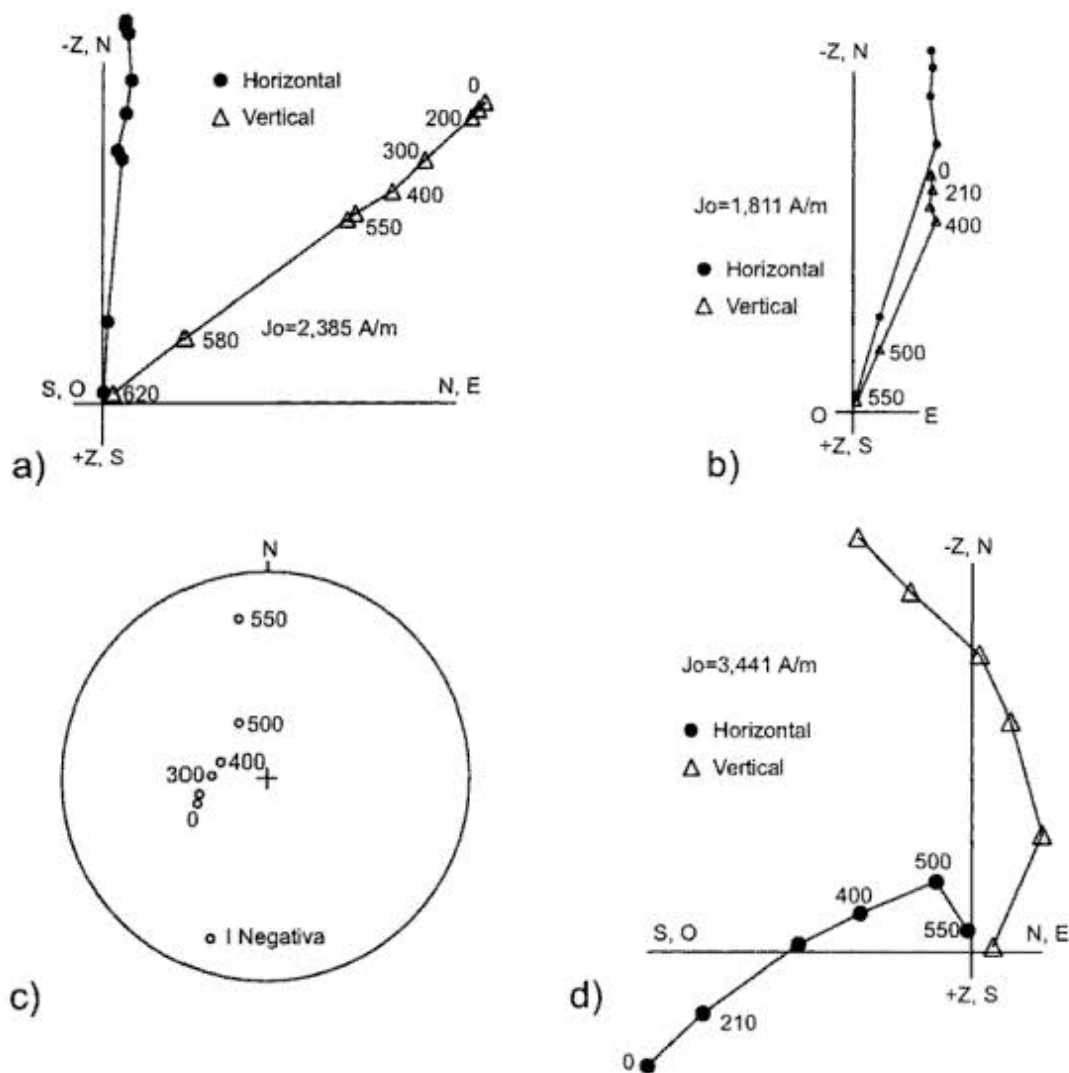 -Z, N
Horizontal
Vertical
0
200
300
400
550
580
Jo=2,385 A/m
620
S, O
N, E
+Z, S
a)
-Z, N
0
210
Jo=1,811 A/m
400
Horizontal
Vertical
500
550
O
E
+Z, S
b)
N
550
500
400
300
0
I Negativa
c)
-Z, N
Jo=3,441 A/m
Horizontal
Vertical
500
400
550
S, O
N, E
+Z, S
210
0
d)